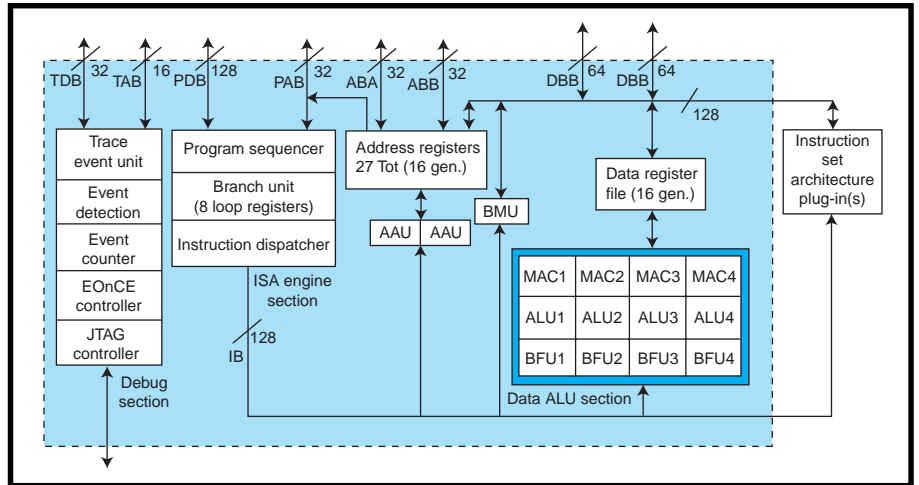 TDB 32 TAB 16 PDB 128 PAB 32 ABA 32 ABB 32 DBB 64 DBB 64
128
Trace
event unit
Event
detection
Event
counter
EOnCE
controller
JTAG
controller
Debug
section
Program sequencer
Branch unit
(8 loop registers)
Instruction dispatcher
ISA engine
section
128
IB
Address registers
27 Tot (16 gen.)
AAU AAU
BMU
Data register
file (16 gen.)
MAC1 MAC2 MAC3 MAC4
ALU1 ALU2 ALU3 ALU4
BFU1 BFU2 BFU3 BFU4
Data ALU section
Instruction
set
architecture
plug-in(s)